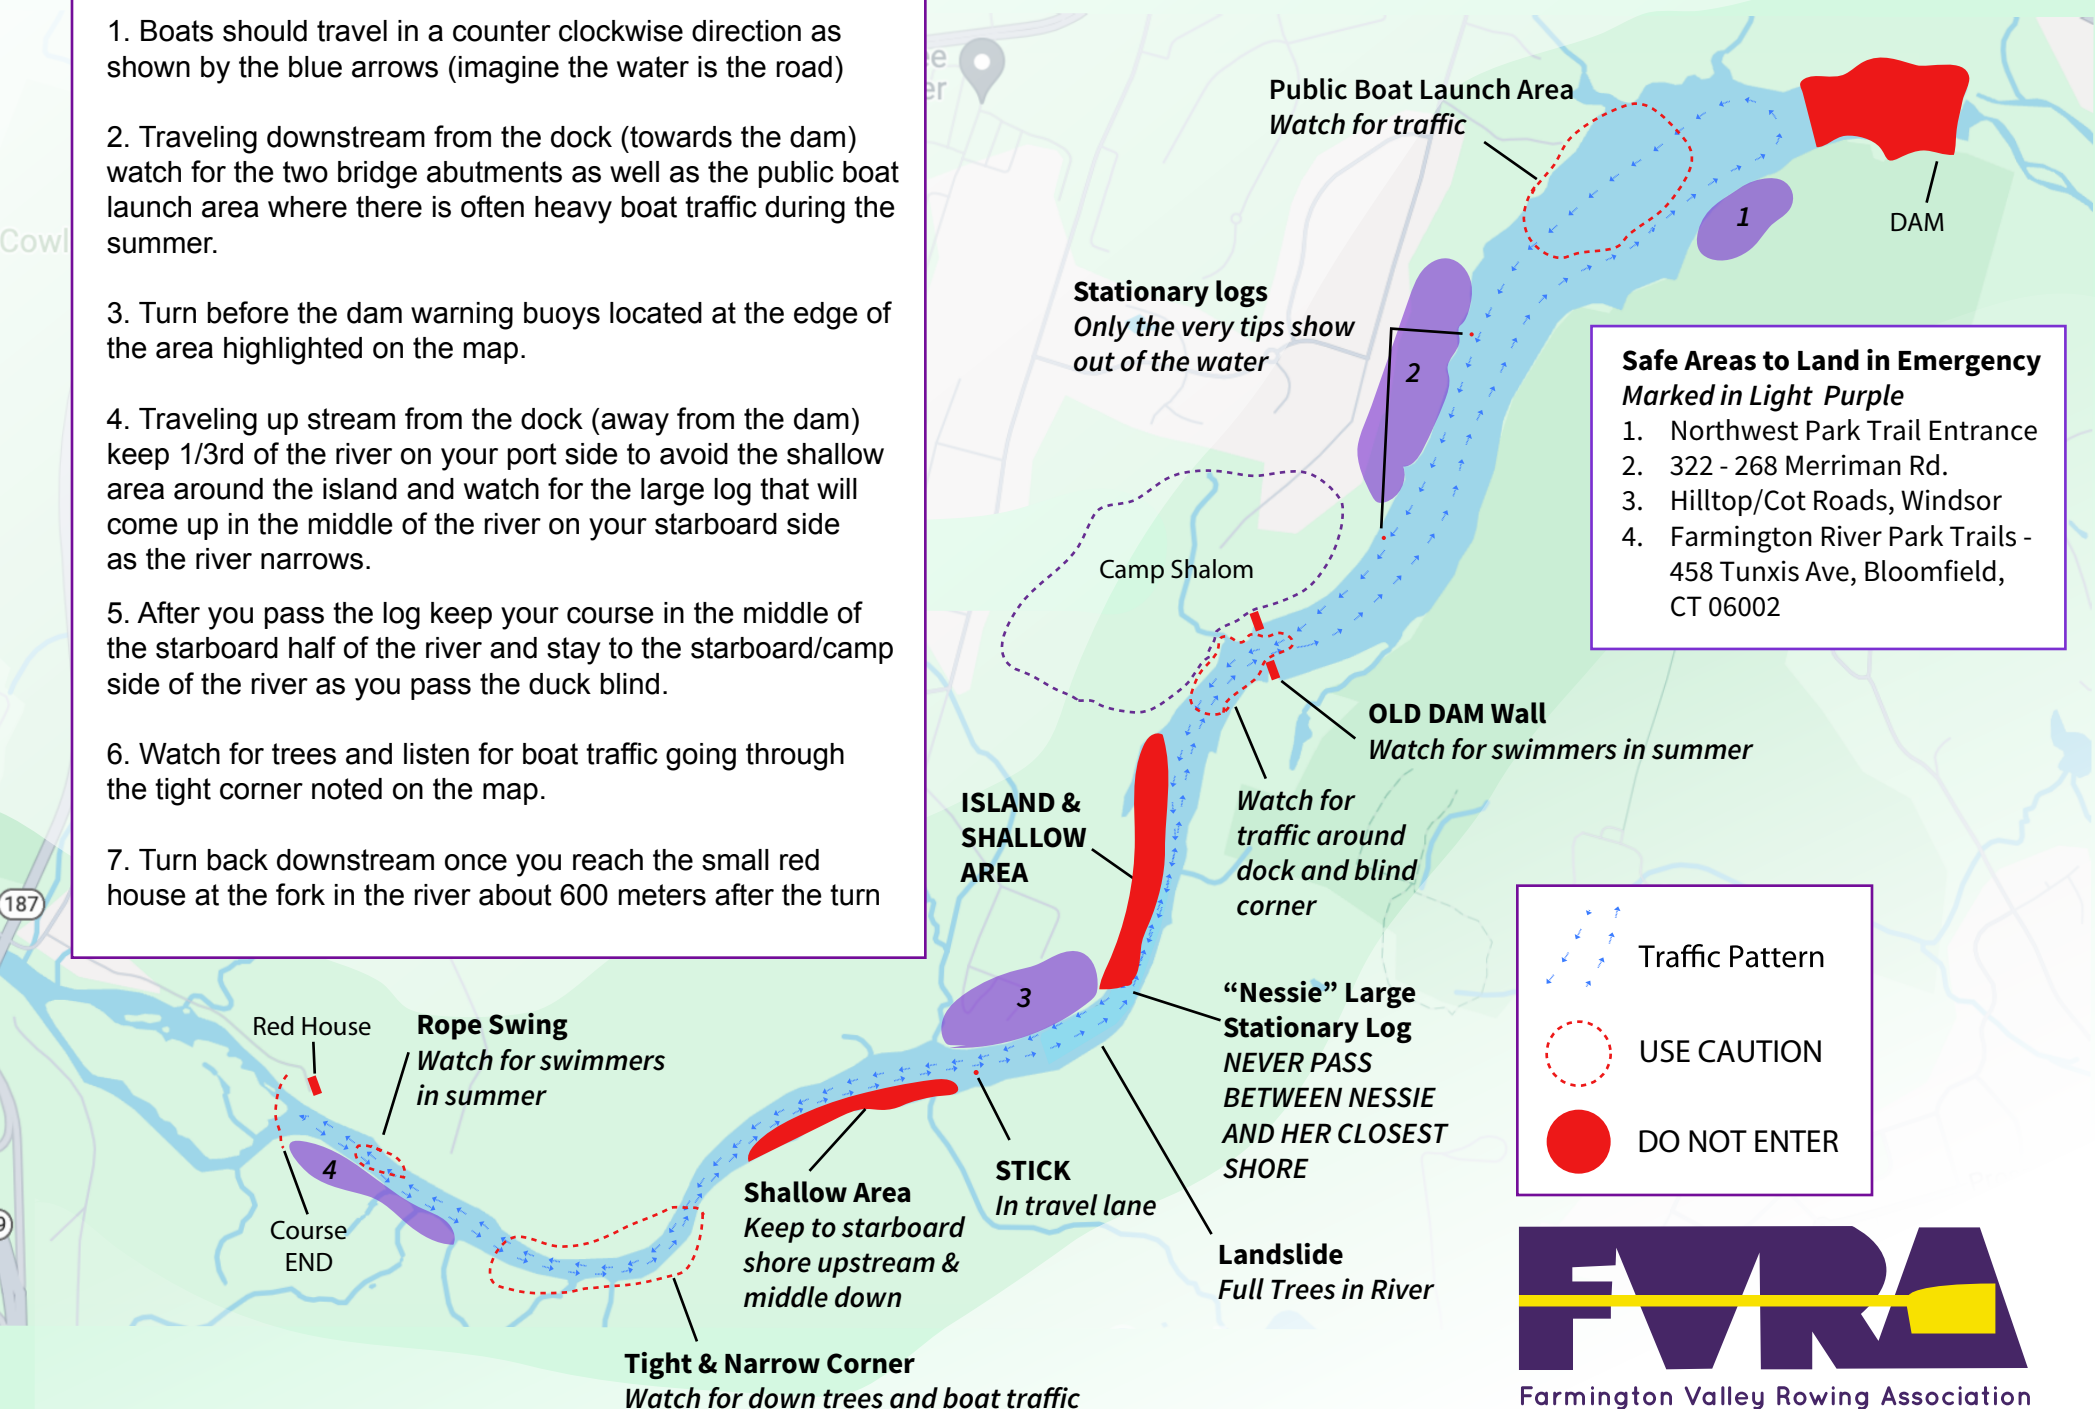 1. Boats should travel in a counter clockwise direction as
shown by the blue arrows (imagine the water is the road)
2. Traveling downstream from the dock (towards the dam)
watch for the two bridge abutments as well as the public boat
launch area where there is often heavy boat traffic during the
summer.
3. Turn before the dam warning buoys located at the edge of
the area highlighted on the map.
4. Traveling up stream from the dock (away from the dam)
keep 1/3rd of the river on your port side to avoid the shallow
area around the island and watch for the large log that will
come up in the middle of the river on your starboard side
as the river narrows.
5. After you pass the log keep your course in the middle of
the starboard half of the river and stay to the starboard/camp
side of the river as you pass the duck blind.
6. Watch for trees and listen for boat traffic going through
the tight corner noted on the map.
7. Turn back downstream once you reach the small red
house at the fork in the river about 600 meters after the turn
Public Boat Launch Area
Watch for traffic
DAM
1
Stationary logs
Only the very tips show
out of the water
2
Safe Areas to Land in Emergency
Marked in Light Purple
1. Northwest Park Trail Entrance
2. 322 - 268 Merriman Rd.
3. Hilltop/Cot Roads, Windsor
4. Farmington River Park Trails -
458 Tunxis Ave, Bloomfield,
CT 06002
Camp Shalom
OLD DAM Wall
Watch for swimmers in summer
Watch for
traffic around
dock and blind
corner
ISLAND &
SHALLOW
AREA
3
"Nessie" Large
Stationary Log
NEVER PASS
BETWEEN NESSIE
AND HER CLOSEST
SHORE
187
Red House
Rope Swing
Watch for swimmers
in summer
4
Course
END
Shallow Area
Keep to starboard
shore upstream &
middle down
STICK
In travel lane
Landslide
Full Trees in River
Tight & Narrow Corner
Watch for down trees and boat traffic
Traffic Pattern
USE CAUTION
DO NOT ENTER
FVRA
Farmington Valley Rowing Association